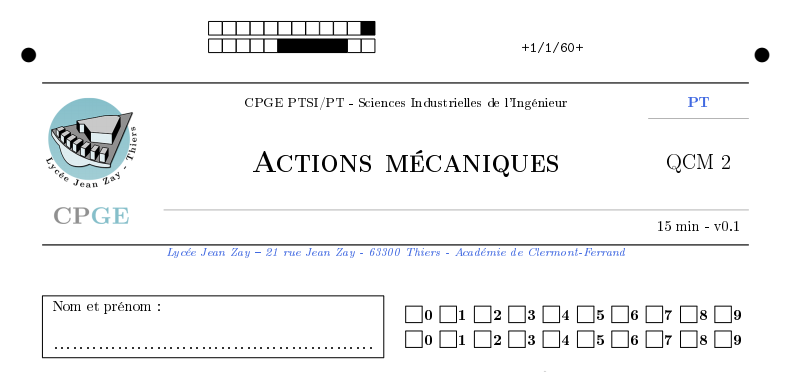 +1/1/60+
CPGE PTSI/PT - Sciences Industrielles de l'Ingénieur
PT
ACTIONS MÉCANIQUES
QCM 2
Lycée Jean Zay - Thiers
CPGE
15 min - v0.1
Lycée Jean Zay – 21 rue Jean Zay - 63300 Thiers - Académie de Clermont-Ferrand
Nom et prénom :
0 1 2 3 4 5 6 7 8 9
0 1 2 3 4 5 6 7 8 9